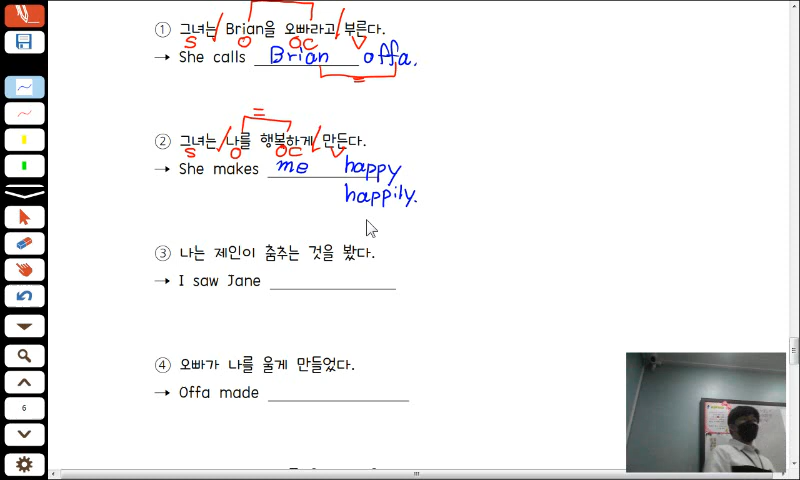 ① 그녀는 Brian을 오빠라고 부른다.
S O OC V
→ She calls Brian offa.
=
=
② 그녀는 나를 행복하게 만든다.
S O OC V
→ She makes me happy
happily.
③ 나는 제인이 춤추는 것을 봤다.
→ I saw Jane
④ 오빠가 나를 울게 만들었다.
→ Offa made
6